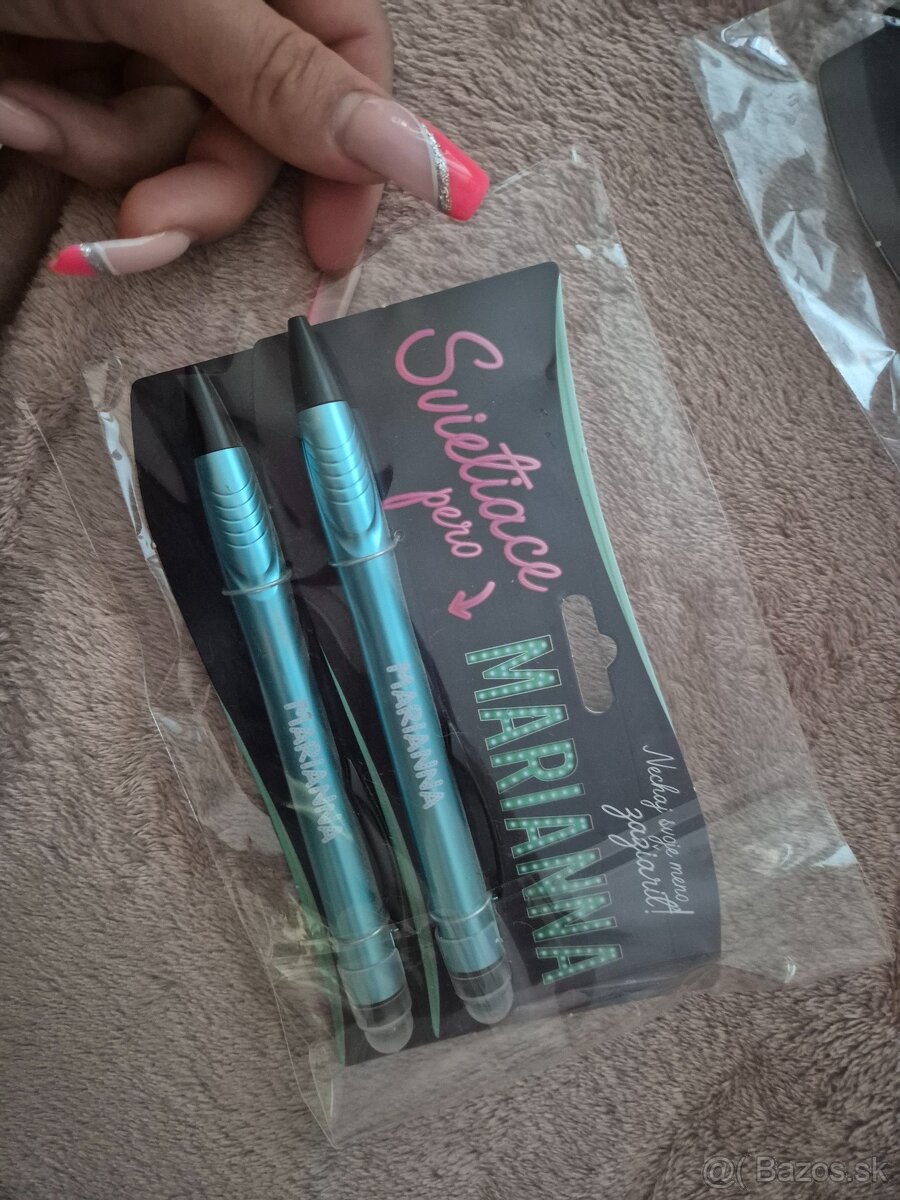 Svietiace
pero
MARIANNA
Nechaj svoje meno
zažiariť!
MARIANNA
MARIANNA
@( Bazos.sk